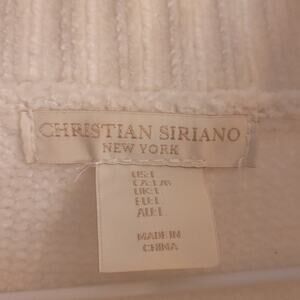 CHRISTIAN SIRIANO
NEW YORK
US:L
CA:L/G
UK:L
EU:L
AU:L
MADE IN
CHINA